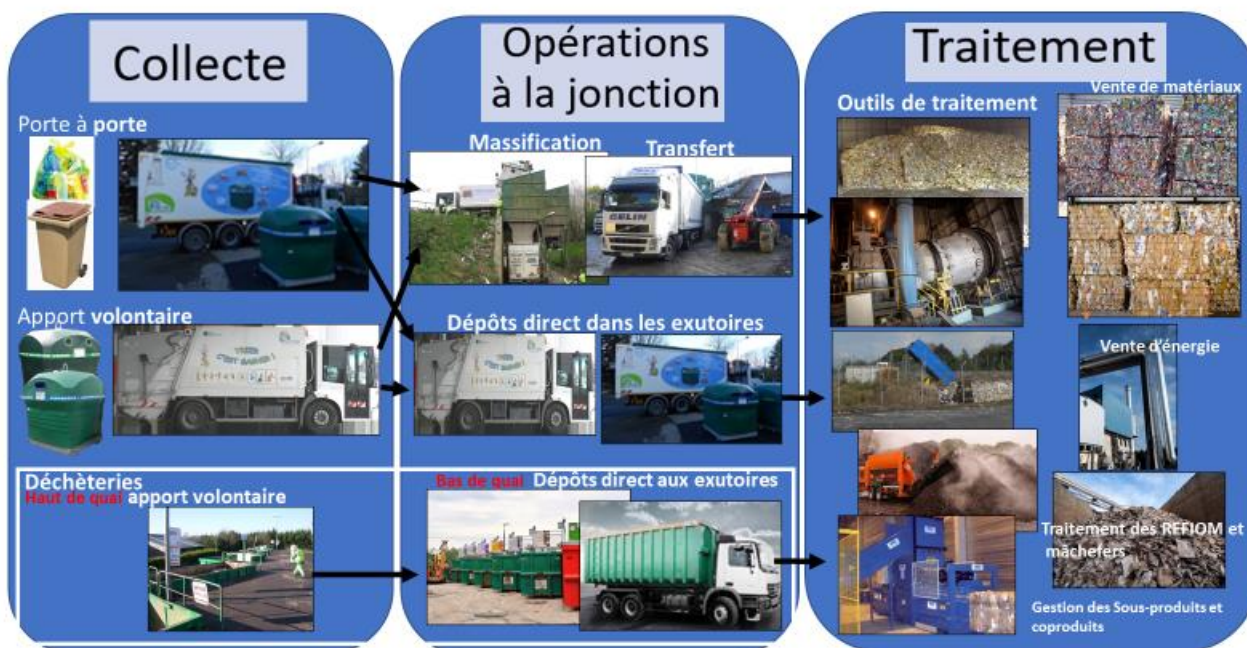 Collecte
Opérations
à la jonction
Traitement
Porte à porte
Massification
Transfert
GELIN
Outils de traitement
Vente de matériaux
Apport volontaire
Dépôts direct dans les exutoires
Vente d'énergie
Déchèteries
Haut de quai apport volontaire
Bas de quai Dépôts direct aux exutoires
Traitement des REFIOM et
mâchefers
Gestion des Sous-produits et
coproduits